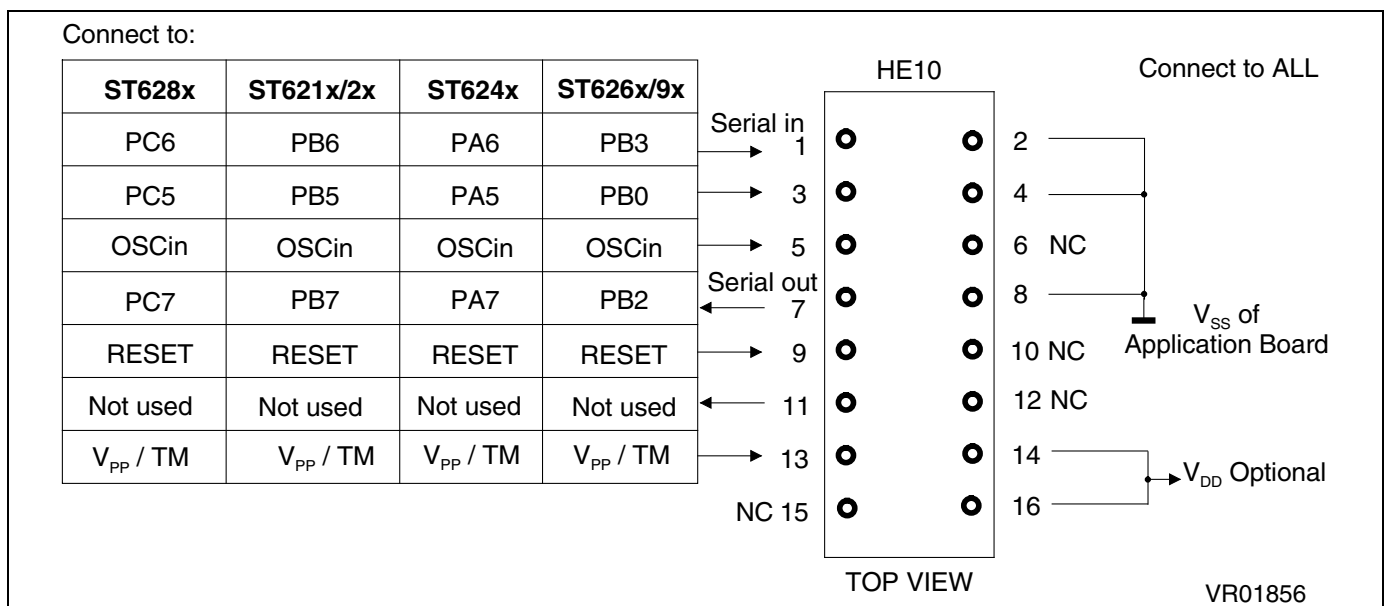 Connect to:
HE10
Connect to ALL
ST628x ST621x/2x ST624x ST626x/9x
Serial in
PC6 PB6 PA6 PB3 1 2
PC5 PB5 PA5 PB0 3 4
OSCin OSCin OSCin OSCin 5 6 NC
Serial out
PC7 PB7 PA7 PB2 7 8
VSS of
Application Board
RESET RESET RESET RESET 9 10 NC
Not used Not used Not used Not used 11 12 NC
VPP / TM VPP / TM VPP / TM VPP / TM 13 14
VDD Optional
NC 15 16
TOP VIEW
VR01856